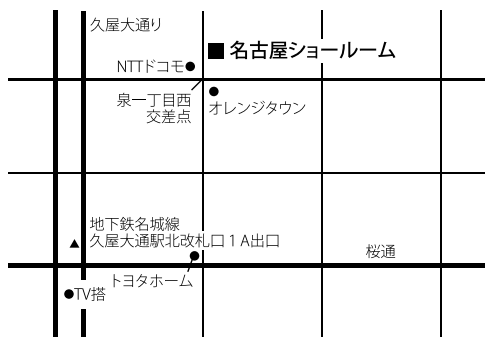 久屋大通り
■名古屋ショールーム
NTTドコモ
泉一丁目西
交差点
オレンジタウン
地下鉄名城線
久屋大通駅北改札口1A出口
桜通
トヨタホーム
TV搭